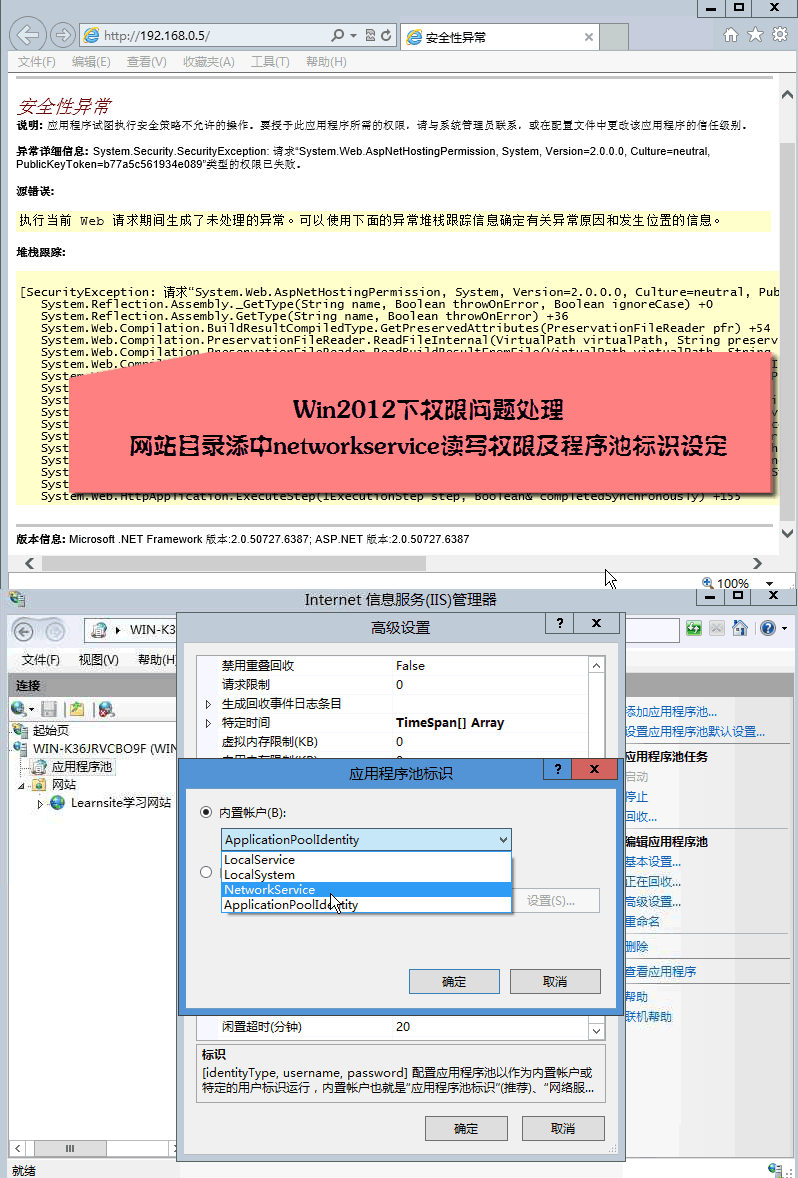 http://192.168.0.5/
安全性异常
文件(F) 编辑(E) 查看(V) 收藏夹(A) 工具(T) 帮助(H)
安全性异常
说明: 应用程序试图执行安全策略不允许的操作。要授予此应用程序所需的权限，请与系统管理员联系，或在配置文件中更改该应用程序的信任级别。
异常详细信息: System.Security.SecurityException: 请求“System.Web.AspNetHostingPermission, System, Version=2.0.0.0, Culture=neutral,
PublicKeyToken=b77a5c561934e089”类型的权限已失败。
源错误:
执行当前 Web 请求期间生成了未处理的异常。可以使用下面的异常堆栈跟踪信息确定有关异常原因和发生位置的信息。
堆栈跟踪:
[SecurityException: 请求“System.Web.AspNetHostingPermission, System, Version=2.0.0.0, Culture=neutral, Pub
System.Reflection.Assembly._GetType(String name, Boolean throwOnError, Boolean ignoreCase) +0
System.Reflection.Assembly.GetType(String name, Boolean throwOnError) +36
System.Web.Compilation.BuildResultCompiledType.GetPreservedAttributes(PreservationFileReader pfr) +54
System.Web.Compilation.PreservationFileReader.ReadFileInternal(VirtualPath virtualPath, String preserv
System.Web.Compilation.PreservationFileReader.ReadBuildResultFromFile(VirtualPath virtualPath, String
System.Web.Compi
Syst
Syst
Syst
Syst
Syst
Syst
Syst
Syst
Syst
Syst
System.Web.HttpApplication.ExecuteStep(IExecutionStep step, Boolean& completedSynchronously) +155
Win2012下权限问题处理
网站目录添中networkservice读写权限及程序池标识设定
版本信息: Microsoft .NET Framework 版本:2.0.50727.6387; ASP.NET 版本:2.0.50727.6387
100%
Internet 信息服务(IIS)管理器
WIN-K3
文件(F) 视图(V) 帮助(H
连接
起始页
WIN-K36JRVCBO9F (WIN
应用程序池
网站
Learnsite学习网站
就绪
高级设置
? X
禁用重叠回收 False
请求限制 0
生成回收事件日志条目
特定时间 TimeSpan[] Array
虚拟内存限制(KB) 0
应用程序池标识
? X
内置帐户(B):
ApplicationPoolIdentity
LocalService
LocalSystem
NetworkService
ApplicationPoolIdentity
设置(S)...
确定 取消
闲置超时(分钟) 20
标识
[identityType, username, password] 配置应用程序池以作为内置帐户或
特定的用户标识运行，内置帐户也就是“应用程序池标识”(推荐)、“网络服...
确定 取消
添加应用程序池...
设置应用程序池默认设置...
应用程序池任务
启动
停止
回收...
编辑应用程序池
基本设置...
正在回收...
高级设置...
重命名
删除
查看应用程序
帮助
联机帮助